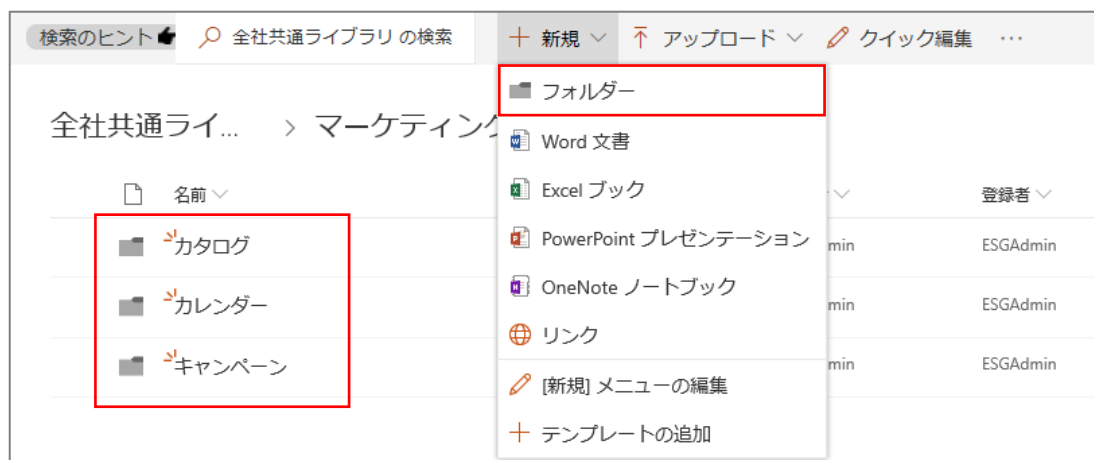 検索のヒント 全社共通ライブラリ の検索 新規 アップロード クイック編集 ...
全社共通ライ... > マーケティング
フォルダー
Word 文書
Excel ブック
PowerPoint プレゼンテーション
OneNote ノートブック
リンク
[新規] メニューの編集
テンプレートの追加
名前 登録者
カタログ min ESGAdmin
カレンダー min ESGAdmin
キャンペーン min ESGAdmin